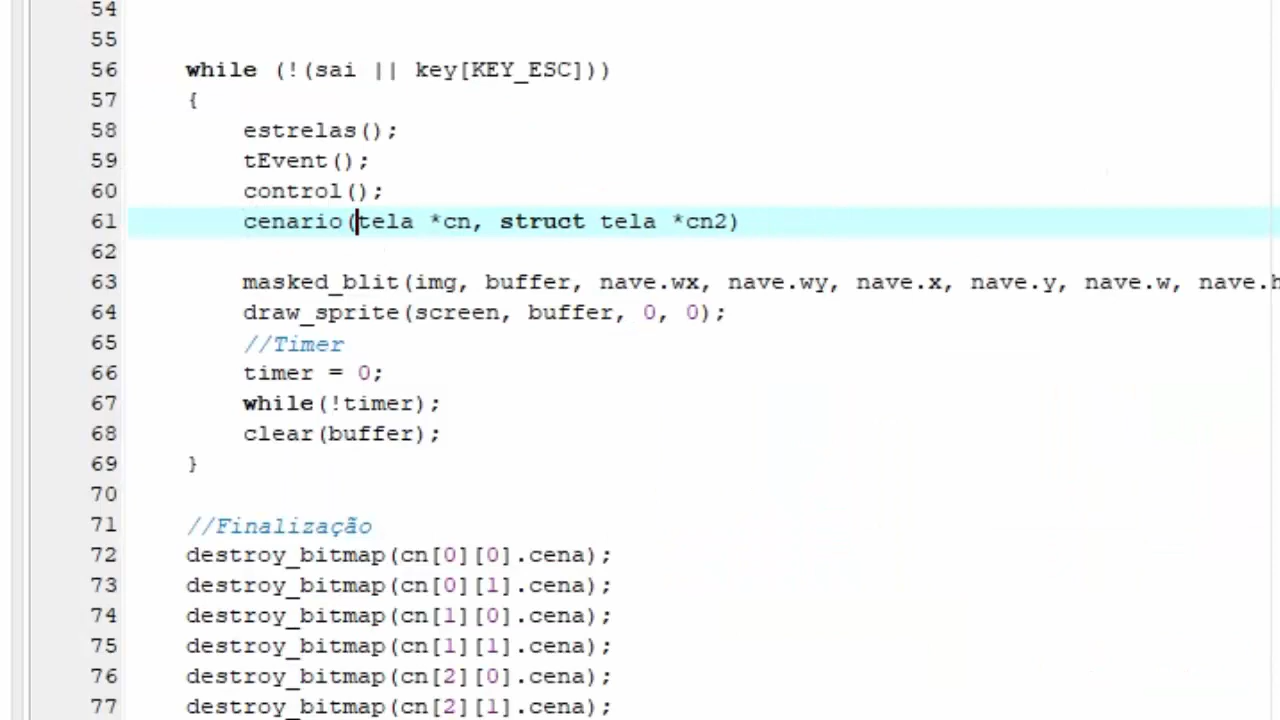 54
55
56 while (!(sai || key[KEY_ESC]))
57 {
58 estrelas();
59 tEvent();
60 control();
61 cenario(tela *cn, struct tela *cn2)
62
63 masked_blit(img, buffer, nave.wx, nave.wy, nave.x, nave.y, nave.w, nave.h
64 draw_sprite(screen, buffer, 0, 0);
65 //Timer
66 timer = 0;
67 while(!timer);
68 clear(buffer);
69 }
70
71 //Finalização
72 destroy_bitmap(cn[0][0].cena);
73 destroy_bitmap(cn[0][1].cena);
74 destroy_bitmap(cn[1][0].cena);
75 destroy_bitmap(cn[1][1].cena);
76 destroy_bitmap(cn[2][0].cena);
77 destroy_bitmap(cn[2][1].cena);